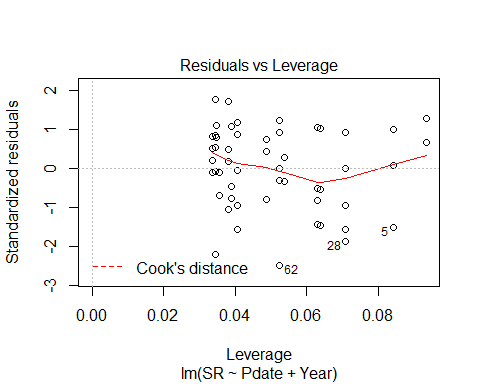 Residuals vs Leverage
Standardized residuals
2
1
0
-1
-2
-3
5
28
62
Cook's distance
0.00 0.02 0.04 0.06 0.08
Leverage
lm(SR ~ Pdate + Year)